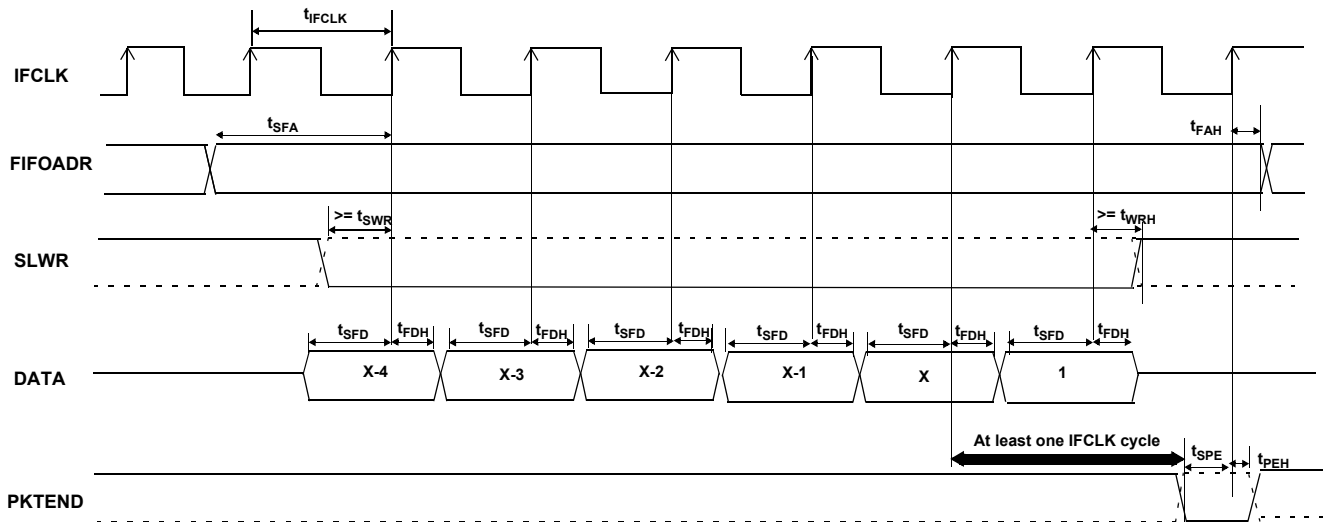 tIFCLK
IFCLK
tSFA
tFAH
FIFOADR
>= tSWR
>= tWRH
SLWR
tSFD tFDH tSFD tFDH tSFD tFDH tSFD tFDH tSFD tFDH tSFD tFDH
DATA X-4 X-3 X-2 X-1 X 1
At least one IFCLK cycle
tSPE
tPEH
PKTEND